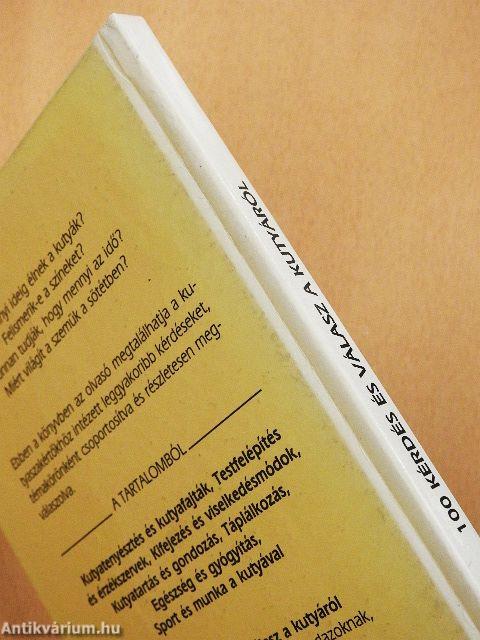 100 KÉRDÉS ÉS VÁLASZ A KUTYÁRÓL
ideig élnek a kutyák?
Felismerik-e a színeket?
tudják, hogy mennyi az idő?
Miért világít a szemük a sötétben?
Ebben a könyvben az olvasó megtalálhatja a ku-
tyaszakértőkhöz intézett leggyakoribb kérdéseket,
témakörönként csoportosítva és részletesen meg-
válaszolva.
A TARTALOMBÓL
Kutyatenyésztés és kutyafajták, Testfelépítés
és érzékszervek, Kifejezés és viselkedésmódok,
Kutyatartás és gondozás, Táplálkozás,
Egészség és gyógyítás,
Sport és munka a kutyával
a kutyáról
Antikvárium.hu